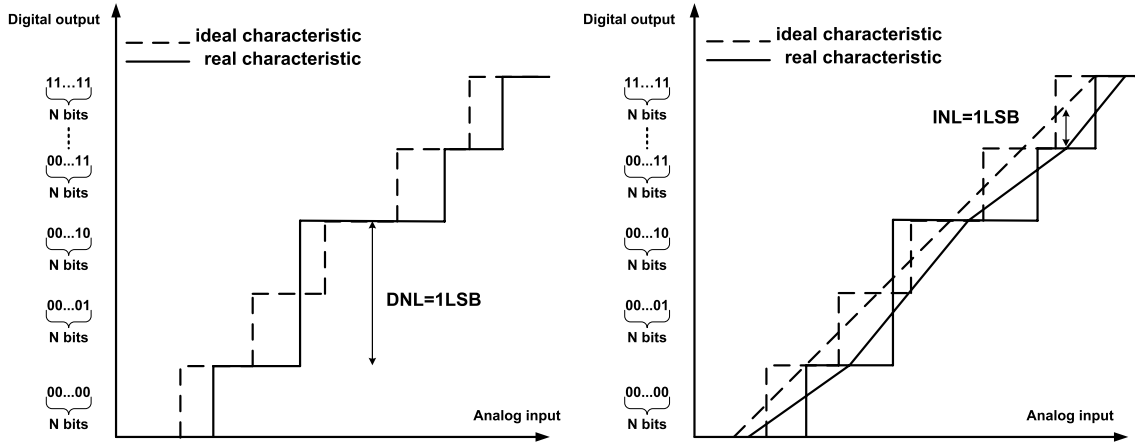 Digital output
ideal characteristic
real characteristic
11...11
N bits
00...11
N bits
00...10
N bits
DNL=1LSB
00...01
N bits
00...00
N bits
Analog input
Digital output
ideal characteristic
real characteristic
11...11
N bits
INL=1LSB
00...11
N bits
00...10
N bits
00...01
N bits
00...00
N bits
Analog input